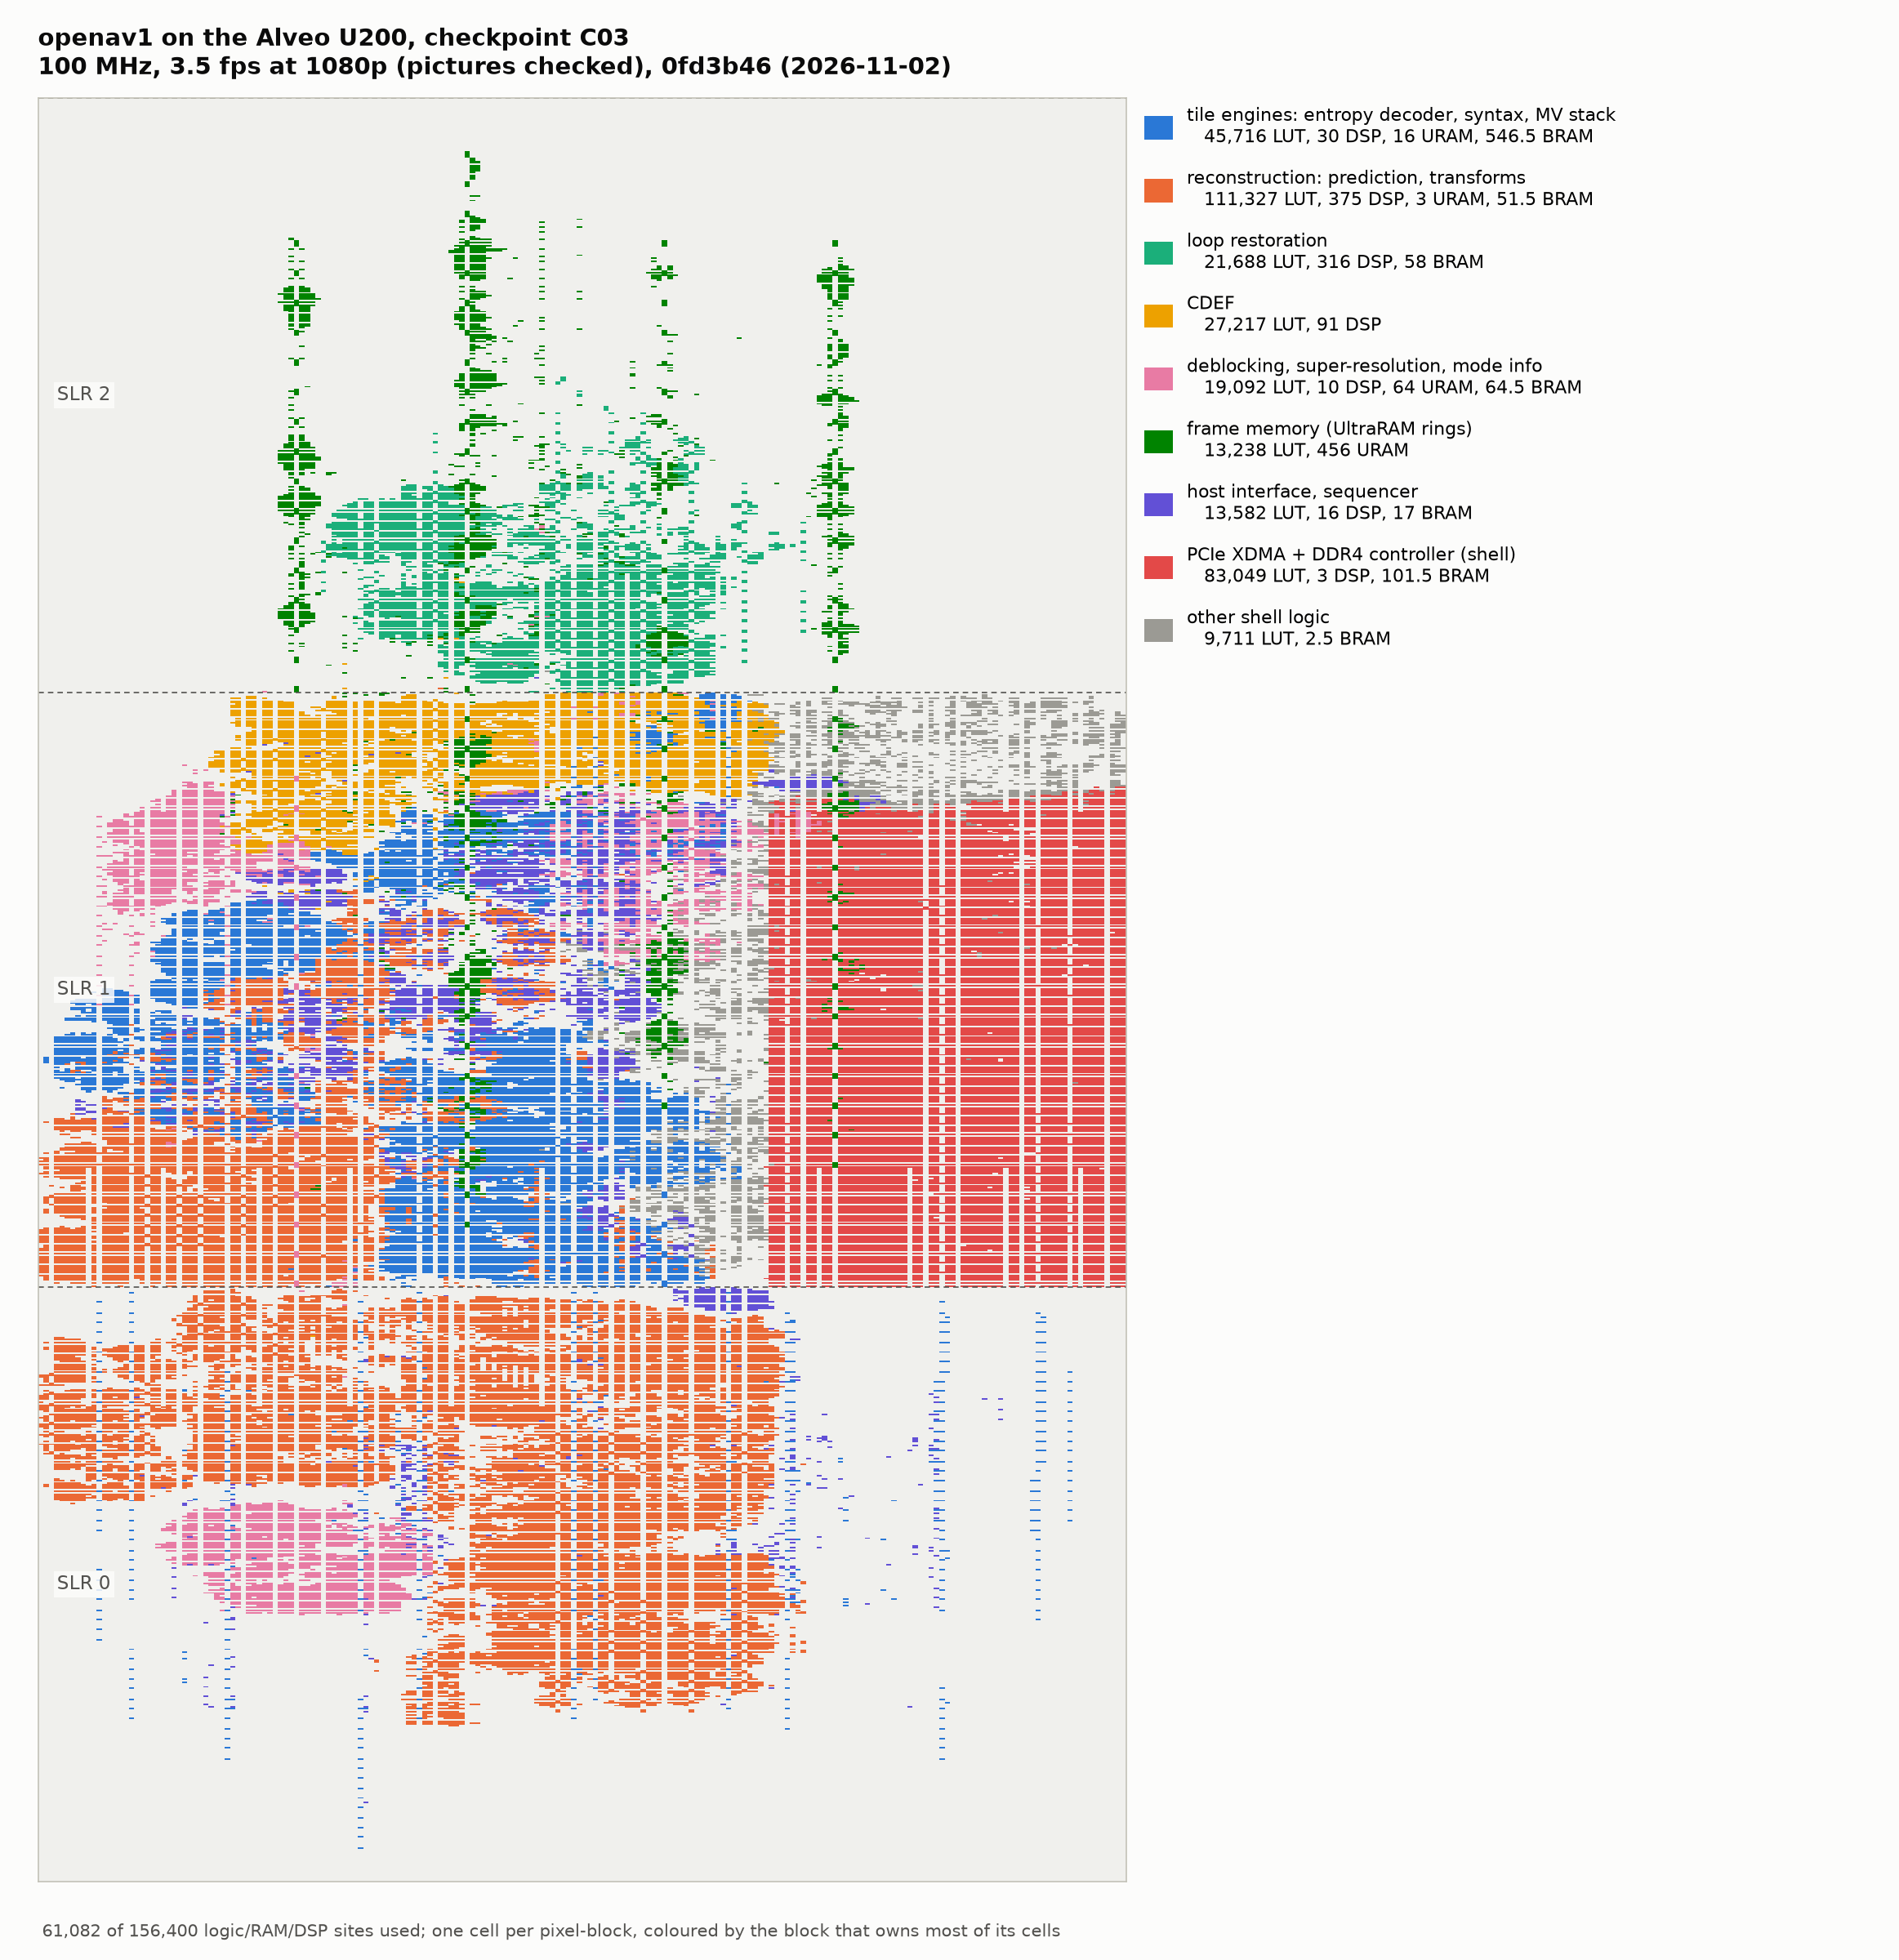 openav1 on the Alveo U200, checkpoint C03
100 MHz, 3.5 fps at 1080p (pictures checked), 0fd3b46 (2026-11-02)
tile engines: entropy decoder, syntax, MV stack
45,716 LUT, 30 DSP, 16 URAM, 546.5 BRAM
reconstruction: prediction, transforms
111,327 LUT, 375 DSP, 3 URAM, 51.5 BRAM
loop restoration
21,688 LUT, 316 DSP, 58 BRAM
CDEF
27,217 LUT, 91 DSP
deblocking, super-resolution, mode info
19,092 LUT, 10 DSP, 64 URAM, 64.5 BRAM
frame memory (UltraRAM rings)
13,238 LUT, 456 URAM
host interface, sequencer
13,582 LUT, 16 DSP, 17 BRAM
PCIe XDMA + DDR4 controller (shell)
83,049 LUT, 3 DSP, 101.5 BRAM
other shell logic
9,711 LUT, 2.5 BRAM
SLR 2
SLR 1
SLR 0
61,082 of 156,400 logic/RAM/DSP sites used; one cell per pixel-block, coloured by the block that owns most of its cells